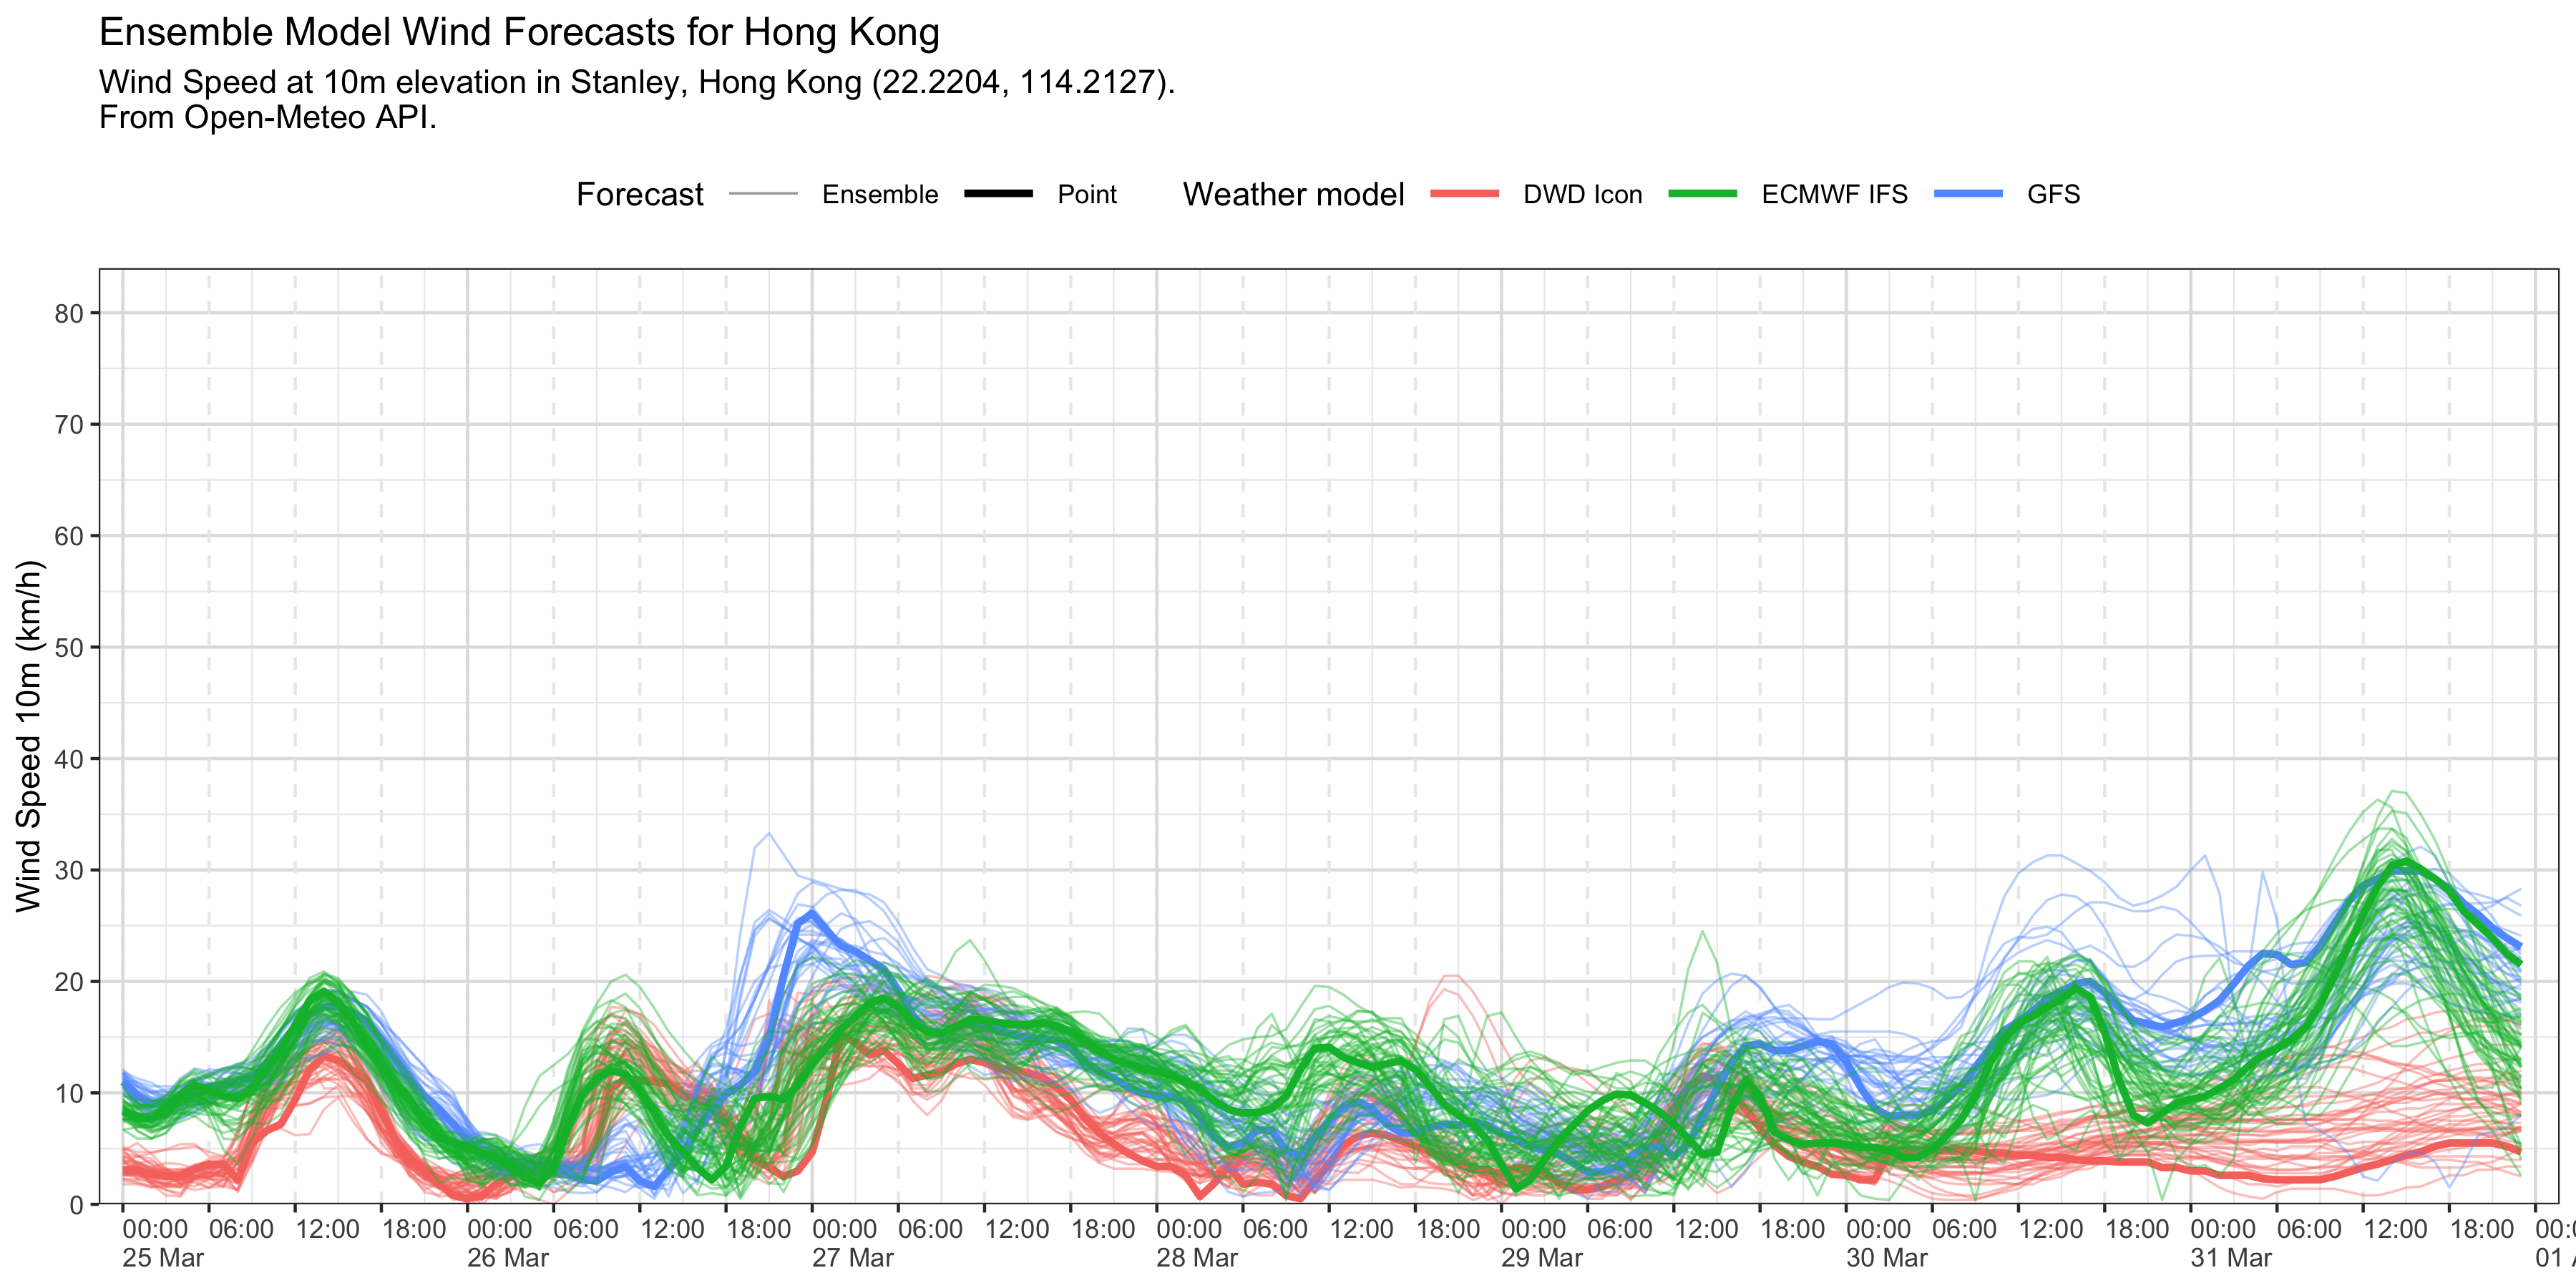 Ensemble Model Wind Forecasts for Hong Kong
Wind Speed at 10m elevation in Stanley, Hong Kong (22.2204, 114.2127).
From Open-Meteo API.
Forecast Ensemble Point Weather model DWD Icon ECMWF IFS GFS
Wind Speed 10m (km/h)
80
70
60
50
40
30
20
10
0
00:00 06:00 12:00 18:00 00:00 06:00 12:00 18:00 00:00 06:00 12:00 18:00 00:00 06:00 12:00 18:00 00:00 06:00 12:00 18:00 00:00 06:00 12:00 18:00 00:00 06:00 12:00 18:00 00:0
25 Mar 26 Mar 27 Mar 28 Mar 29 Mar 30 Mar 31 Mar 01